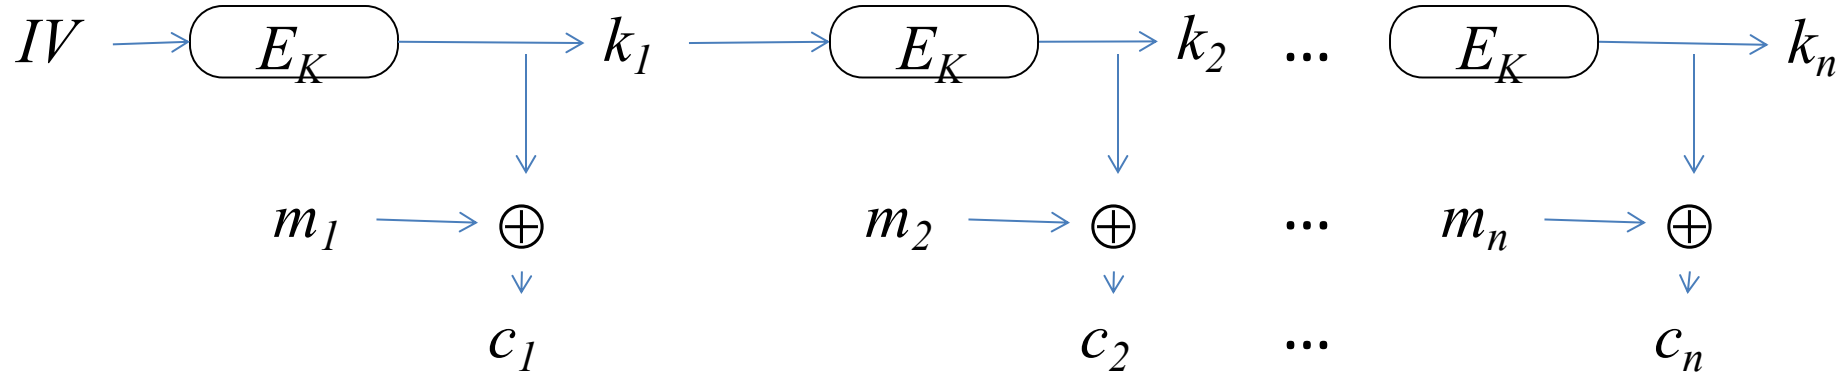 IV E_K k_1 E_K k_2 ... E_K k_n
m_1 ⊕ m_2 ⊕ ... m_n ⊕
c_1 c_2 ... c_n